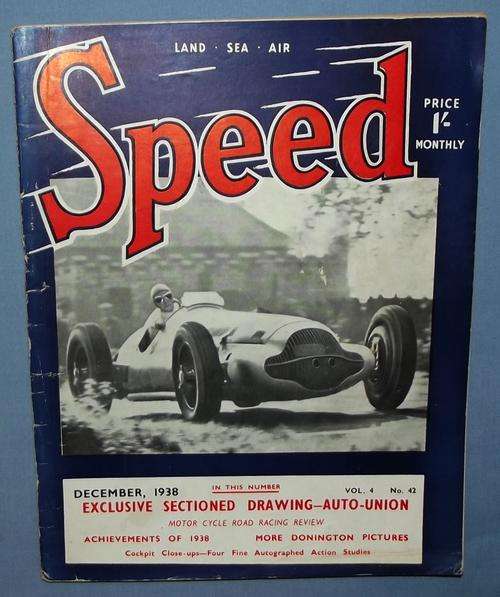 LAND · SEA · AIR
Speed
PRICE
1/-
MONTHLY
DECEMBER, 1938
IN THIS NUMBER
VOL. 4 No. 42
EXCLUSIVE SECTIONED DRAWING—AUTO-UNION
MOTOR CYCLE ROAD RACING REVIEW
ACHIEVEMENTS OF 1938 MORE DONINGTON PICTURES
Cockpit Close-ups—Four Fine Autographed Action Studies